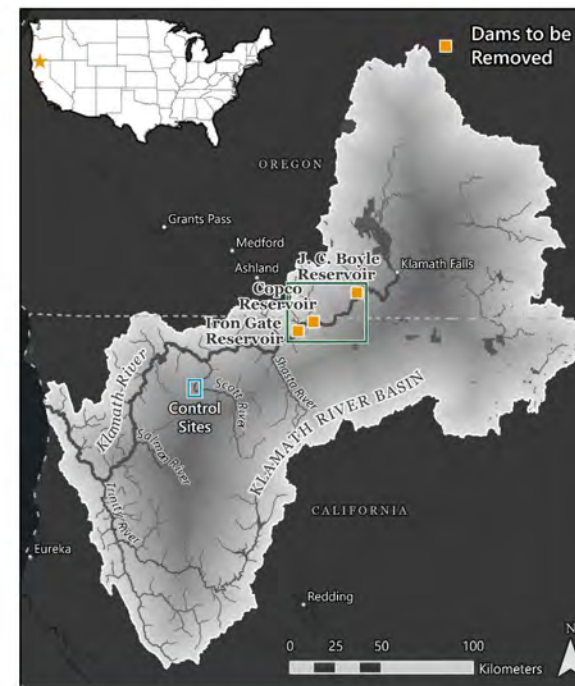 Dams to be
Removed
OREGON
Grants Pass
Medford
Ashland
J. C. Boyle
Reservoir
Klamath Falls
Copco
Reservoir
Iron Gate
Reservoir
Klamath River
Shasta River
Scott River
Control
Sites
Salmon River
KLAMATH RIVER BASIN
Trinity River
CALIFORNIA
Eureka
Redding
N
0 25 50 100
Kilometers